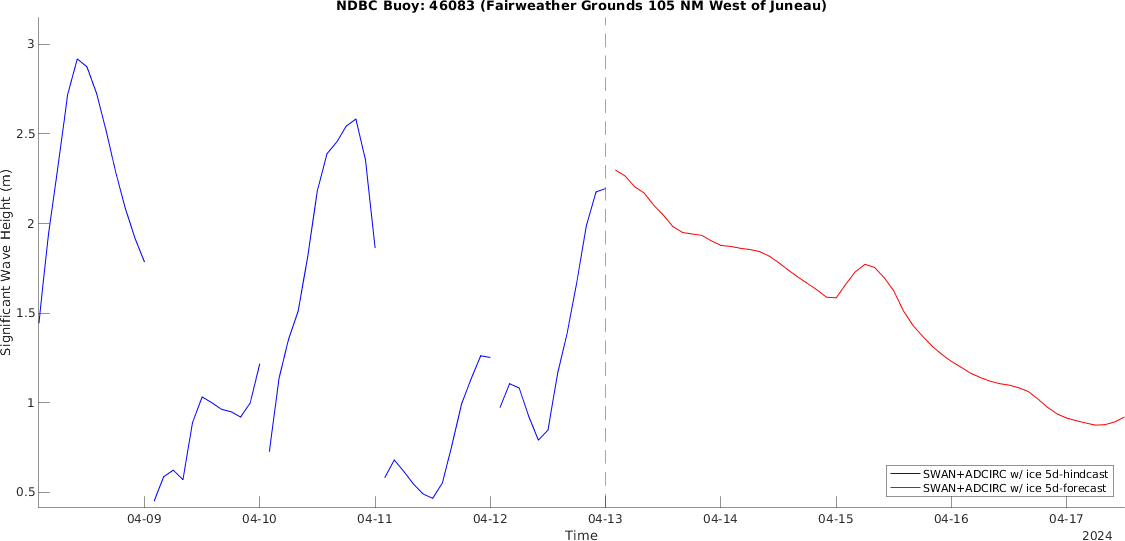 NDBC Buoy: 46083 (Fairweather Grounds 105 NM West of Juneau)
3
2.5
2
1.5
1
0.5
Significant Wave Height (m)
04-09 04-10 04-11 04-12 04-13 04-14 04-15 04-16 04-17
Time
2024
SWAN+ADCIRC w/ ice 5d-hindcast
SWAN+ADCIRC w/ ice 5d-forecast